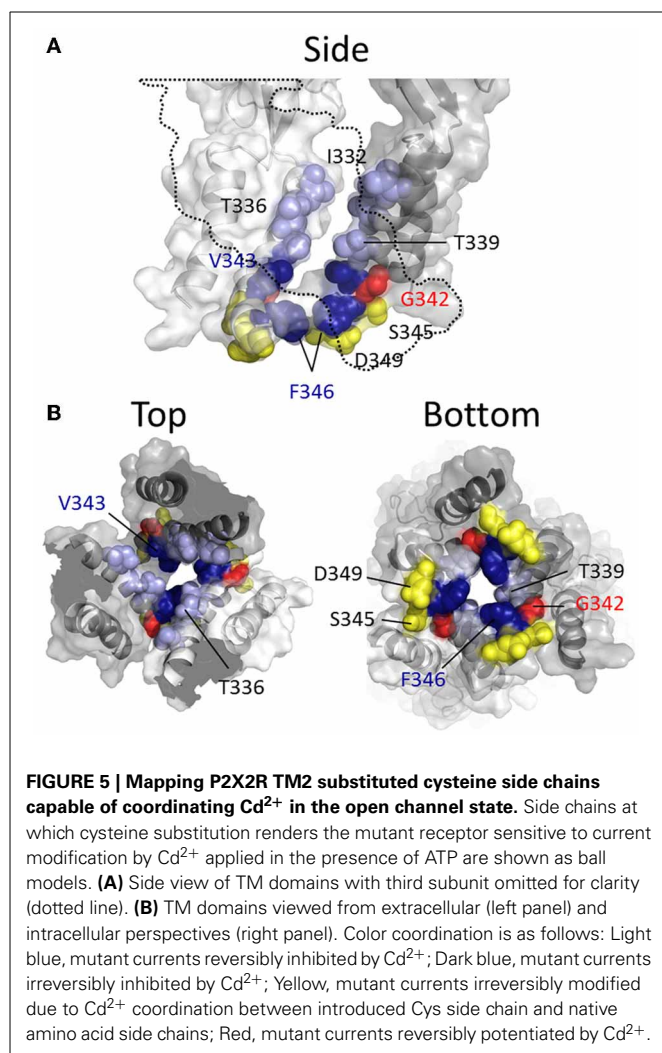 A
Side
I332
T336
T339
V343
G342
S345
D349
F346
B
Top
Bottom
V343
D349
T339
S345
G342
F346
T336
FIGURE 5 | Mapping P2X2R TM2 substituted cysteine side chains
capable of coordinating Cd²⁺ in the open channel state. Side chains at
which cysteine substitution renders the mutant receptor sensitive to current
modification by Cd²⁺ applied in the presence of ATP are shown as ball
models. (A) Side view of TM domains with third subunit omitted for clarity
(dotted line). (B) TM domains viewed from extracellular (left panel) and
intracellular perspectives (right panel). Color coordination is as follows: Light
blue, mutant currents reversibly inhibited by Cd²⁺; Dark blue, mutant currents
irreversibly inhibited by Cd²⁺; Yellow, mutant currents irreversibly modified
due to Cd²⁺ coordination between introduced Cys side chain and native
amino acid side chains; Red, mutant currents reversibly potentiated by Cd²⁺.